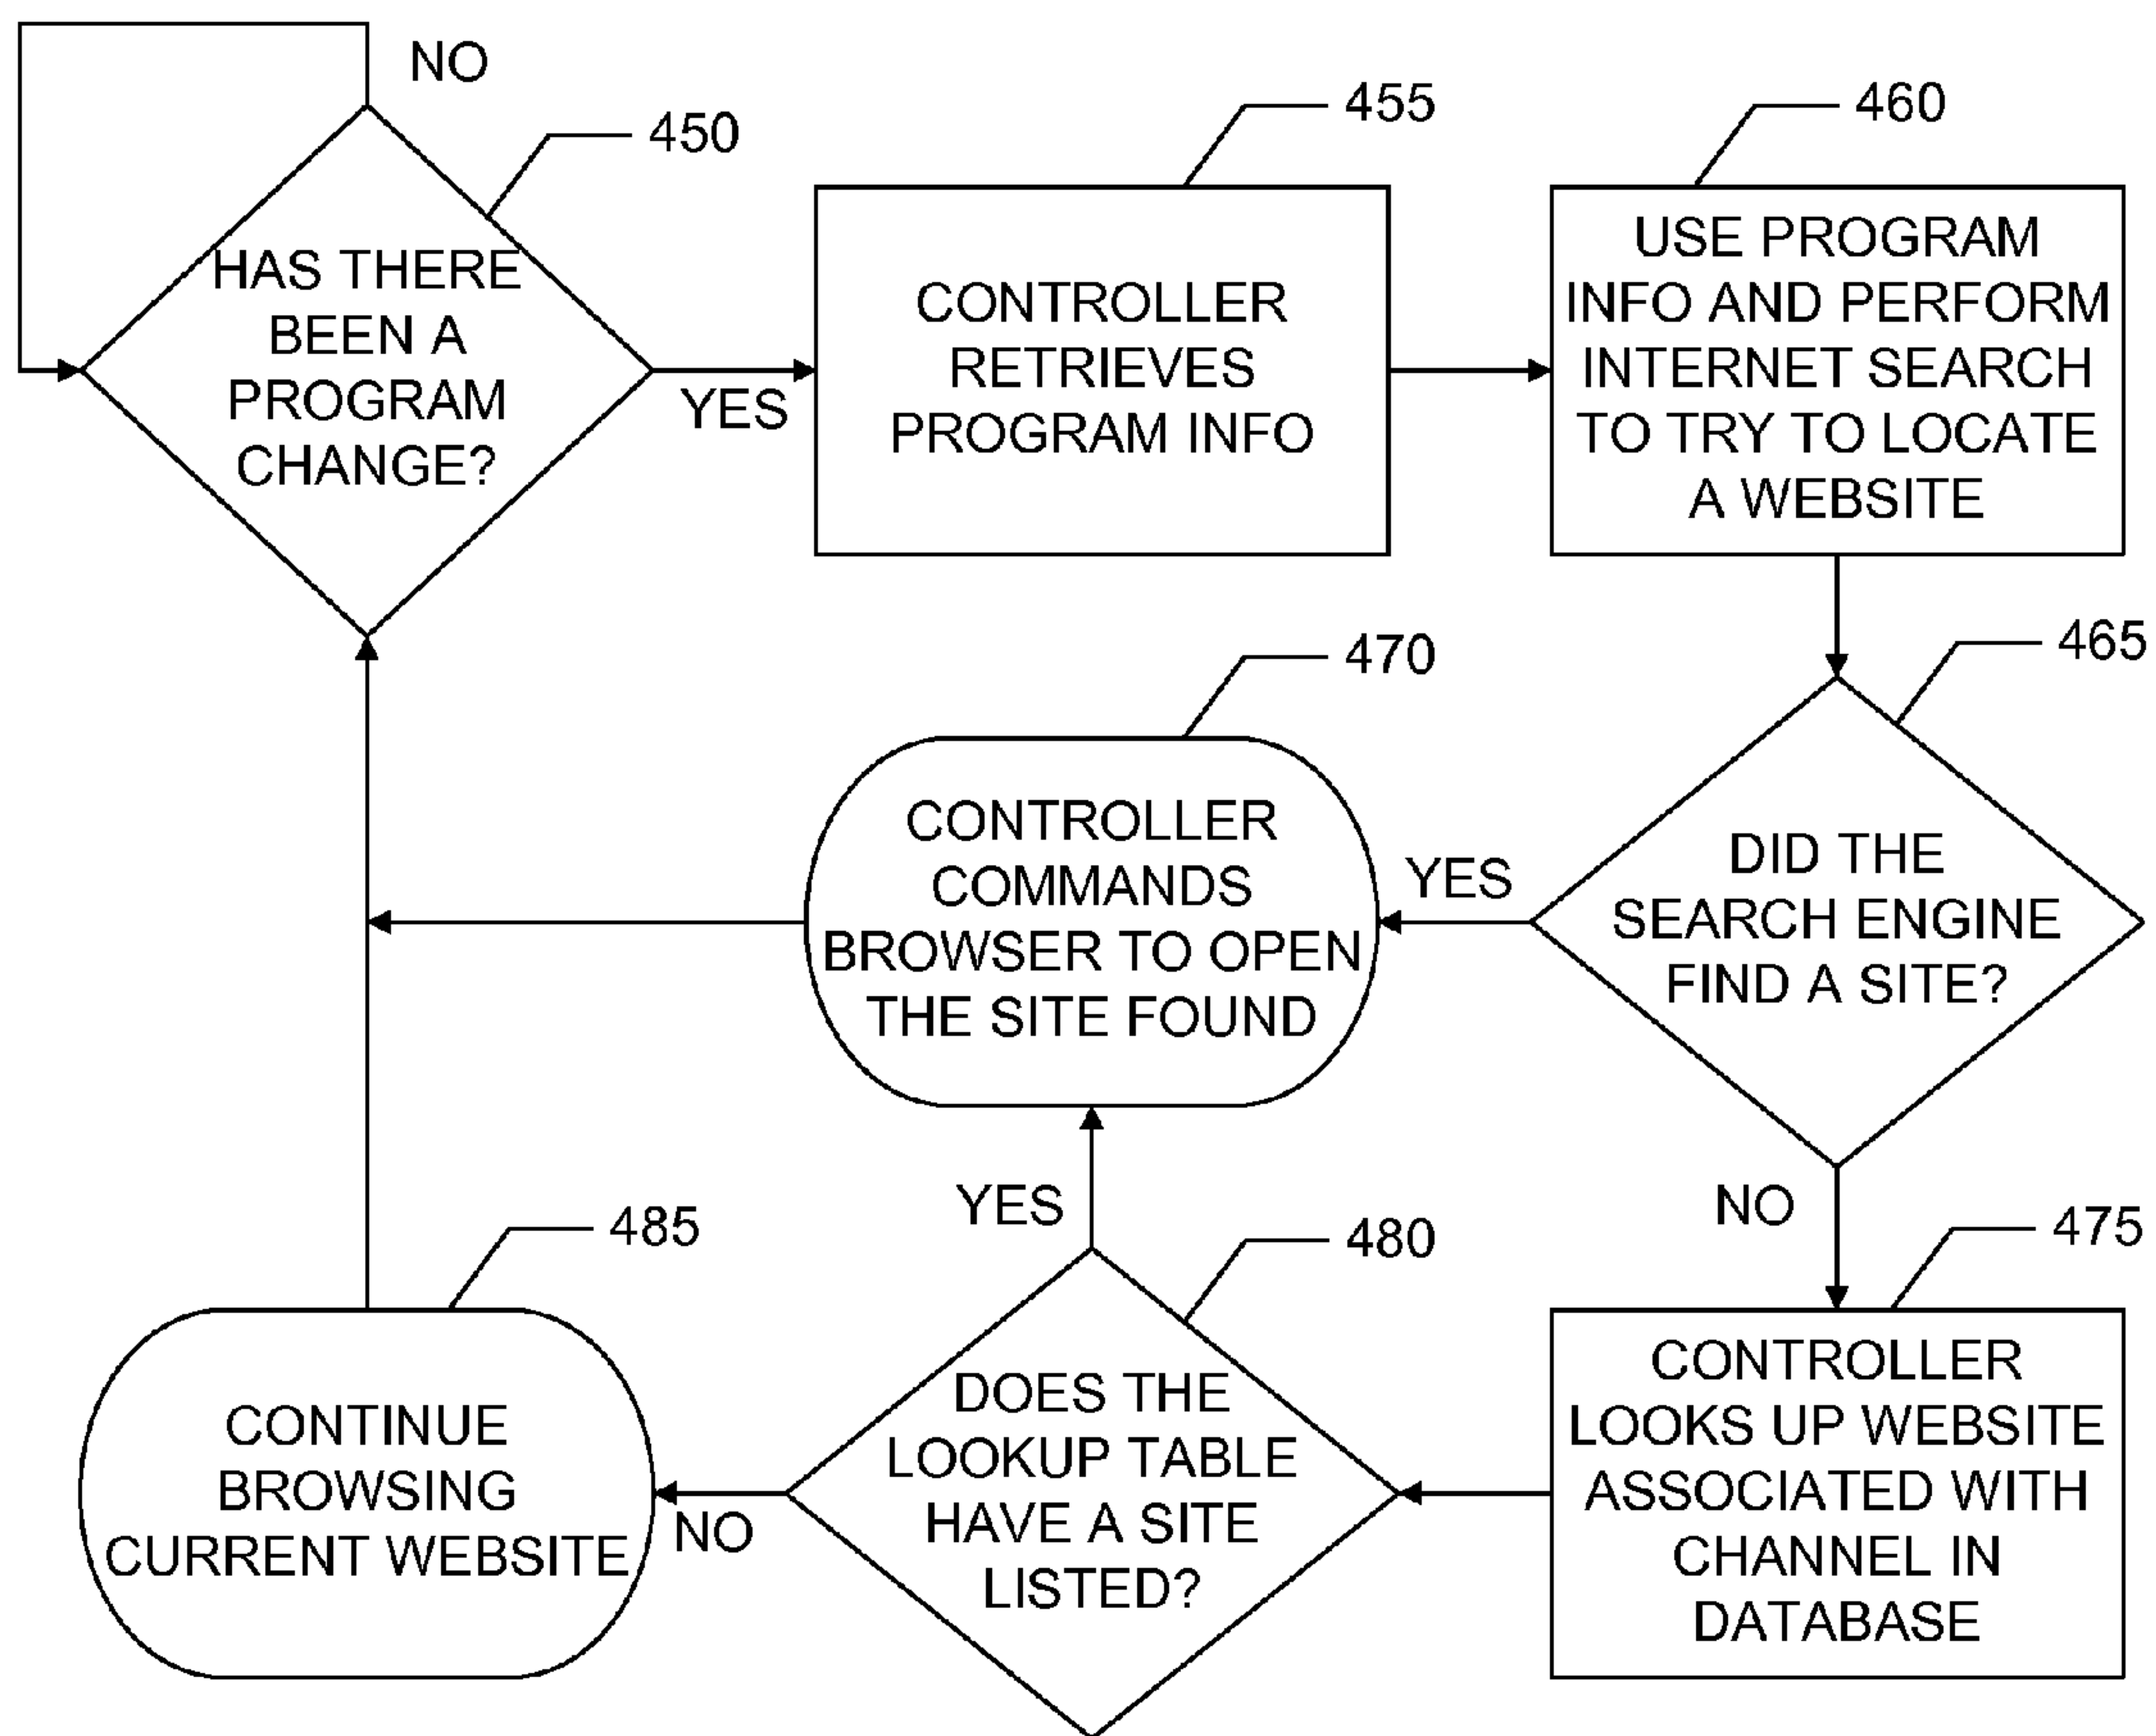 NO
450
HAS THERE
BEEN A
PROGRAM
CHANGE?
YES
455
CONTROLLER
RETRIEVES
PROGRAM INFO
460
USE PROGRAM
INFO AND PERFORM
INTERNET SEARCH
TO TRY TO LOCATE
A WEBSITE
465
DID THE
SEARCH ENGINE
FIND A SITE?
YES
470
CONTROLLER
COMMANDS
BROWSER TO OPEN
THE SITE FOUND
NO
475
CONTROLLER
LOOKS UP WEBSITE
ASSOCIATED WITH
CHANNEL IN
DATABASE
YES
480
DOES THE
LOOKUP TABLE
HAVE A SITE
LISTED?
NO
485
CONTINUE
BROWSING
CURRENT WEBSITE